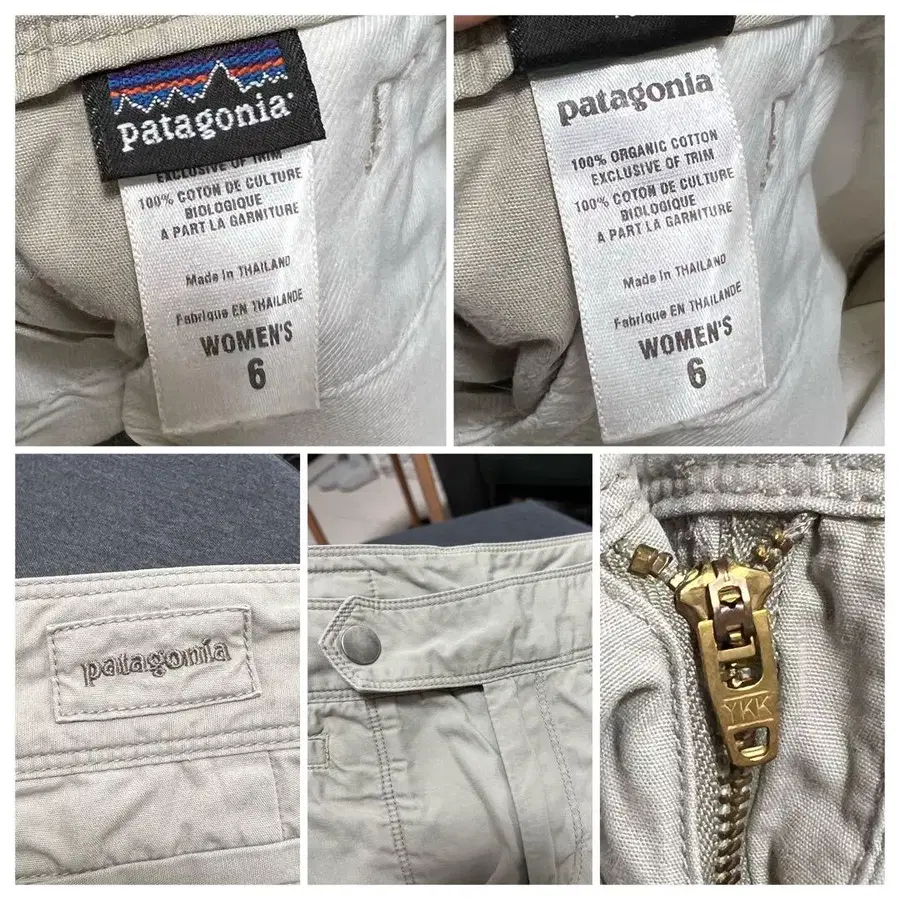 patagonia
EXCLUSIVE OF TRIM
100% COTON DE CULTURE
BIOLOGIQUE
A PART LA GARNITURE
Made in THAILAND
Fabrique EN THAILANDE
WOMEN'S
6
patagonia
100% ORGANIC COTTON
EXCLUSIVE OF TRIM
100% COTON DE CULTURE
BIOLOGIQUE
A PART LA GARNITURE
Made in THAILAND
Fabrique EN THAILANDE
WOMEN'S
6
patagonia
YKK